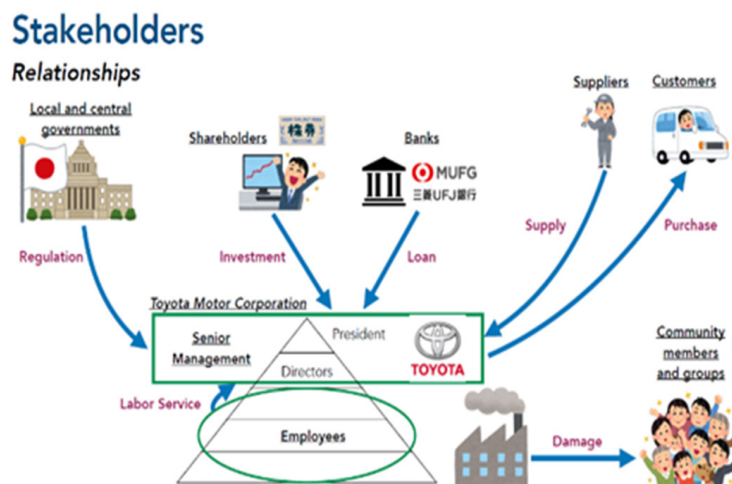 Stakeholders
Relationships
Local and central
governments
Shareholders
株券
Banks
MUFG
三菱UFJ銀行
Suppliers
Customers
Regulation
Investment
Loan
Supply
Purchase
Toyota Motor Corporation
Senior
Management
President
Directors
TOYOTA
Labor Service
Employees
Damage
Community
members
and groups